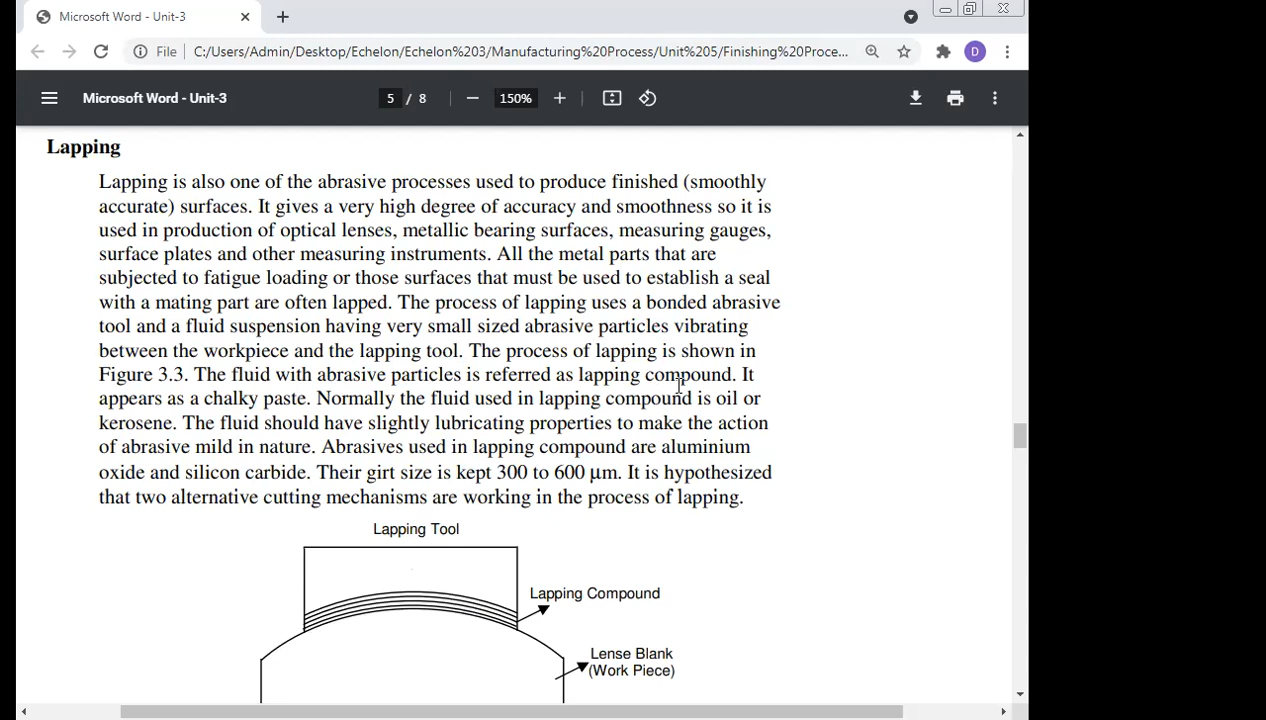 Microsoft Word - Unit-3
File
C:/Users/Admin/Desktop/Echelon/Echelon%203/Manufacturing%20Process/Unit%205/Finishing%20Proce...
D
Microsoft Word - Unit-3
5 / 8
150%
Lapping
Lapping is also one of the abrasive processes used to produce finished (smoothly
accurate) surfaces. It gives a very high degree of accuracy and smoothness so it is
used in production of optical lenses, metallic bearing surfaces, measuring gauges,
surface plates and other measuring instruments. All the metal parts that are
subjected to fatigue loading or those surfaces that must be used to establish a seal
with a mating part are often lapped. The process of lapping uses a bonded abrasive
tool and a fluid suspension having very small sized abrasive particles vibrating
between the workpiece and the lapping tool. The process of lapping is shown in
Figure 3.3. The fluid with abrasive particles is referred as lapping compound. It
appears as a chalky paste. Normally the fluid used in lapping compound is oil or
kerosene. The fluid should have slightly lubricating properties to make the action
of abrasive mild in nature. Abrasives used in lapping compound are aluminium
oxide and silicon carbide. Their girt size is kept 300 to 600 μm. It is hypothesized
that two alternative cutting mechanisms are working in the process of lapping.
Lapping Tool
Lapping Compound
Lense Blank
(Work Piece)